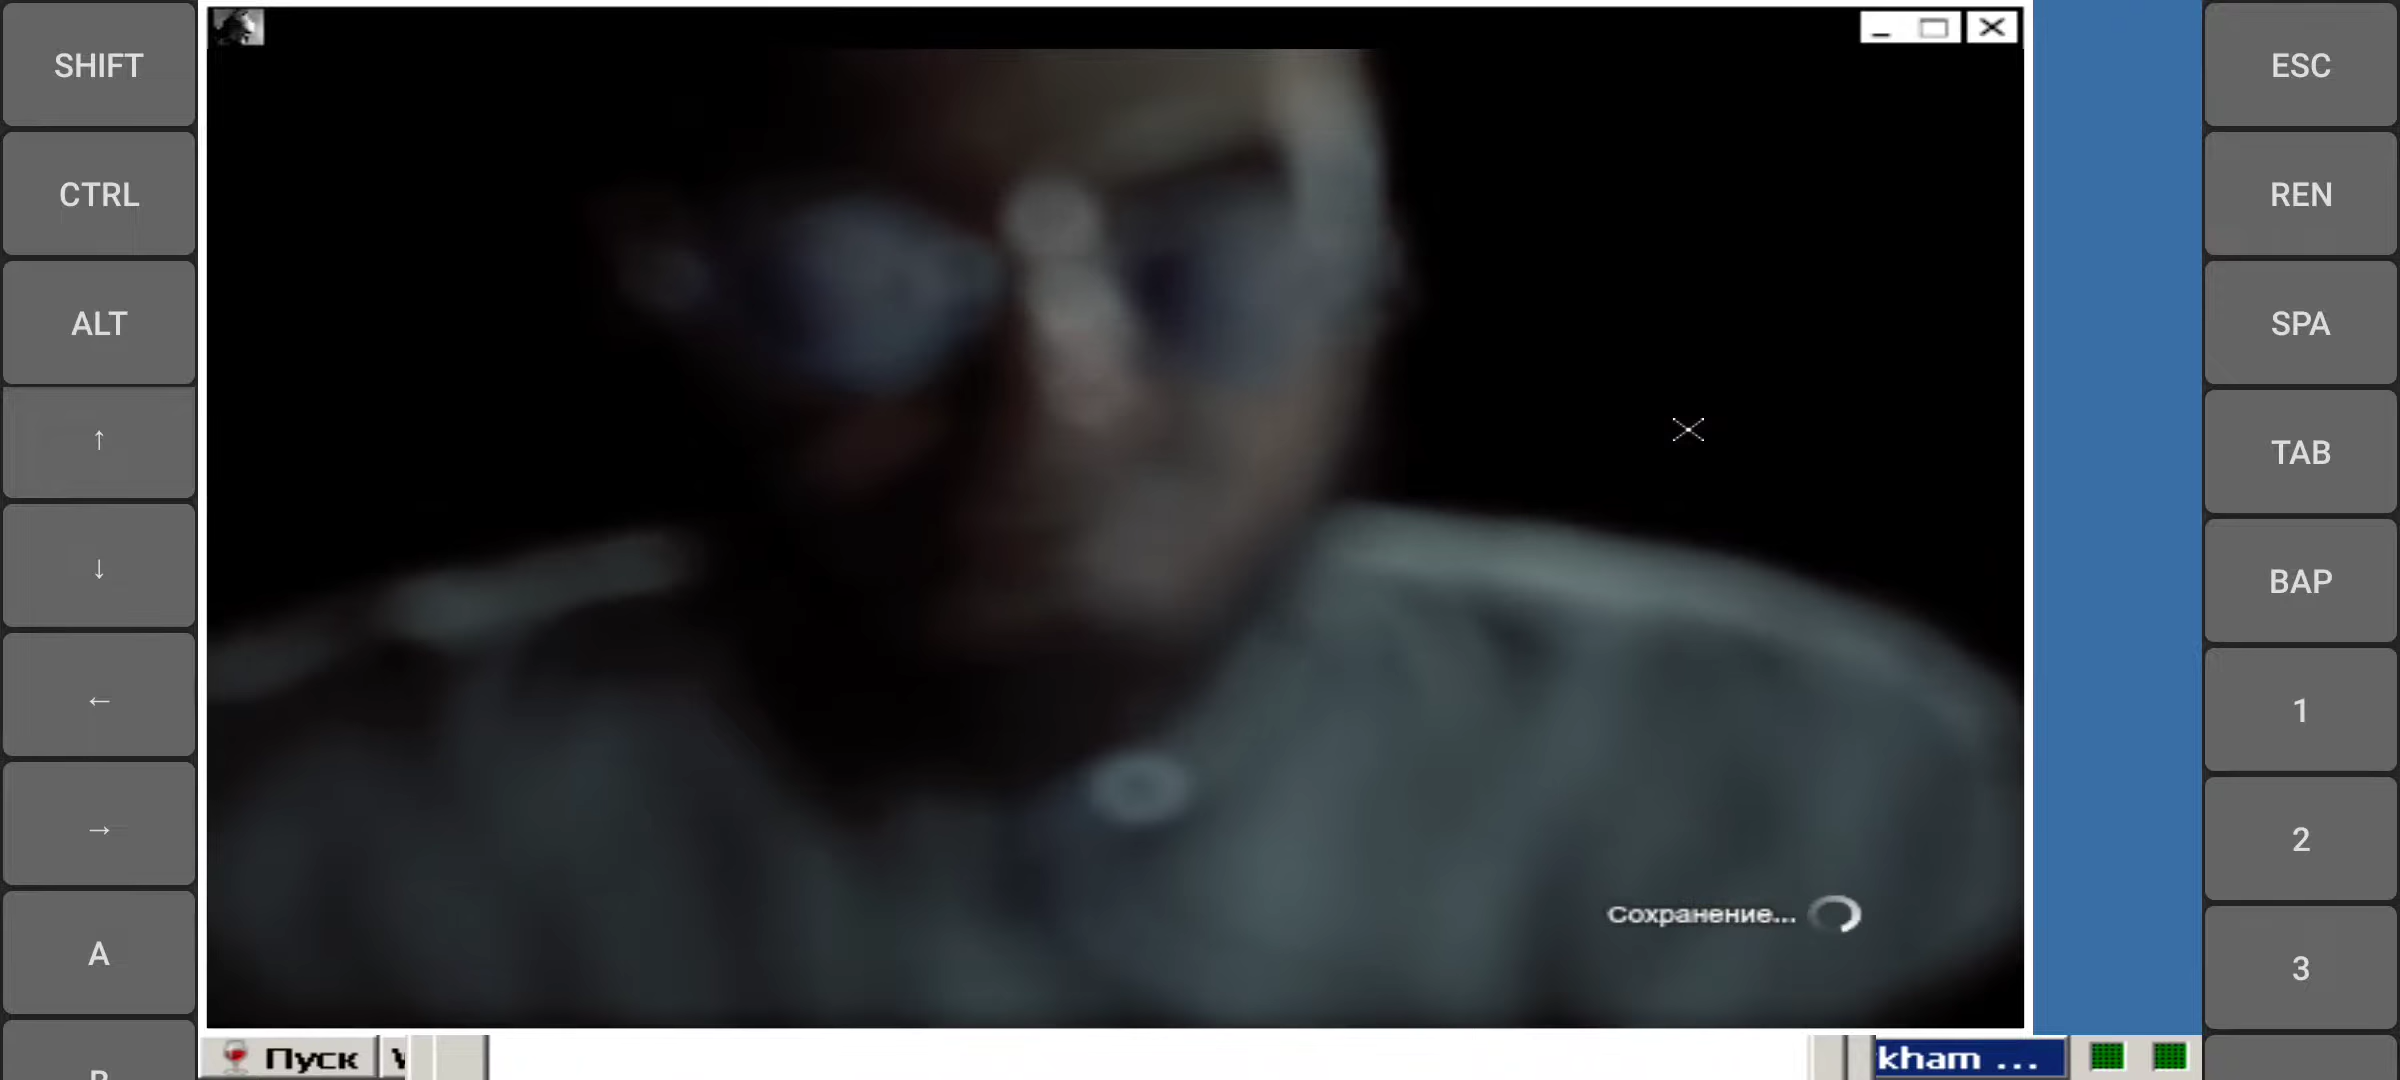 SHIFT
CTRL
ALT
↑
↓
←
→
A
Сохранение...
Пуск
kham ...
ESC
REN
SPA
TAB
BAP
1
2
3